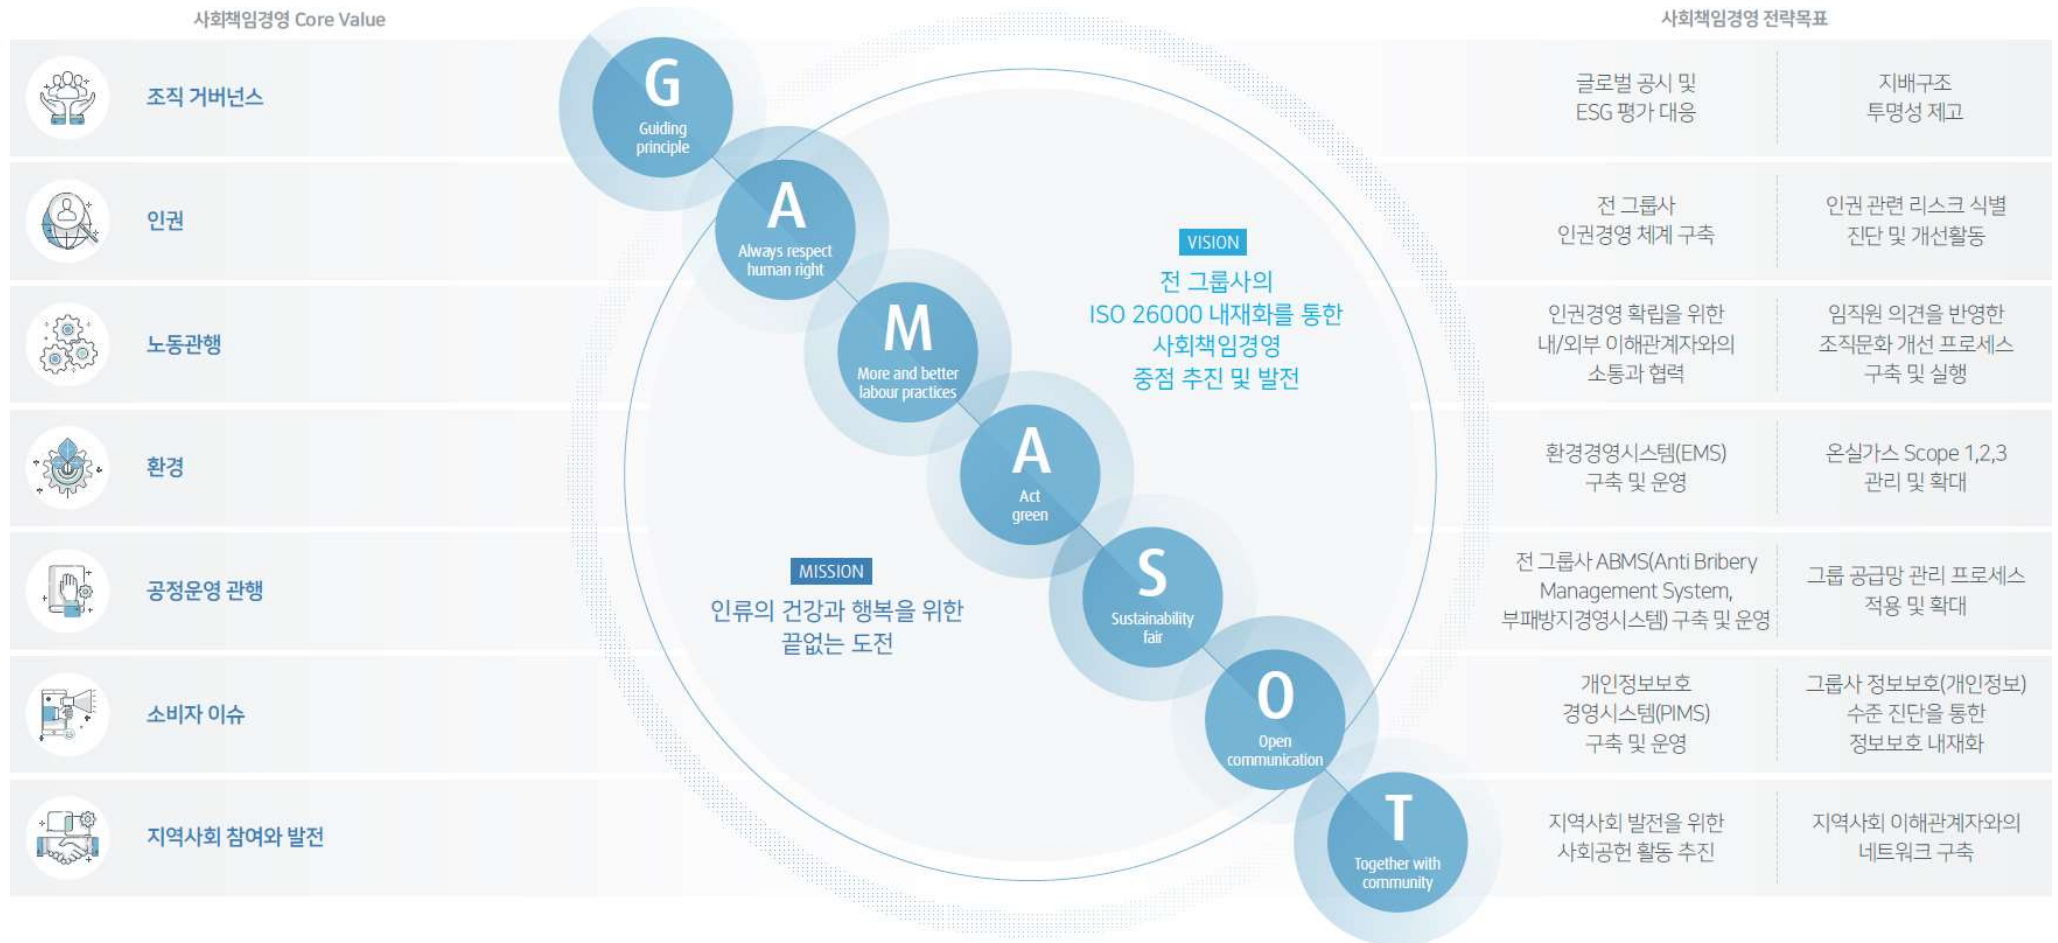 사회책임경영 Core Value
사회책임경영 전략목표
조직 거버넌스
G
Guiding
principle
글로벌 공시 및
ESG 평가 대응
지배구조
투명성 제고
인권
A
Always respect
human right
전 그룹사
인권경영 체계 구축
인권 관련 리스크 식별
진단 및 개선활동
VISION
전 그룹사의
ISO 26000 내재화를 통한
사회책임경영
중점 추진 및 발전
노동관행
M
More and better
labour practices
인권경영 확립을 위한
내/외부 이해관계자와의
소통과 협력
임직원 의견을 반영한
조직문화 개선 프로세스
구축 및 실행
환경
A
Act
green
환경경영시스템(EMS)
구축 및 운영
온실가스 Scope 1,2,3
관리 및 확대
MISSION
인류의 건강과 행복을 위한
끝없는 도전
공정운영 관행
S
Sustainability
fair
전 그룹사 ABMS(Anti Bribery
Management System,
부패방지경영시스템) 구축 및 운영
그룹 공급망 관리 프로세스
적용 및 확대
소비자 이슈
O
Open
communication
개인정보보호
경영시스템(PIMS)
구축 및 운영
그룹사 정보보호(개인정보)
수준 진단을 통한
정보보호 내재화
지역사회 참여와 발전
T
Together with
community
지역사회 발전을 위한
사회공헌 활동 추진
지역사회 이해관계자와의
네트워크 구축